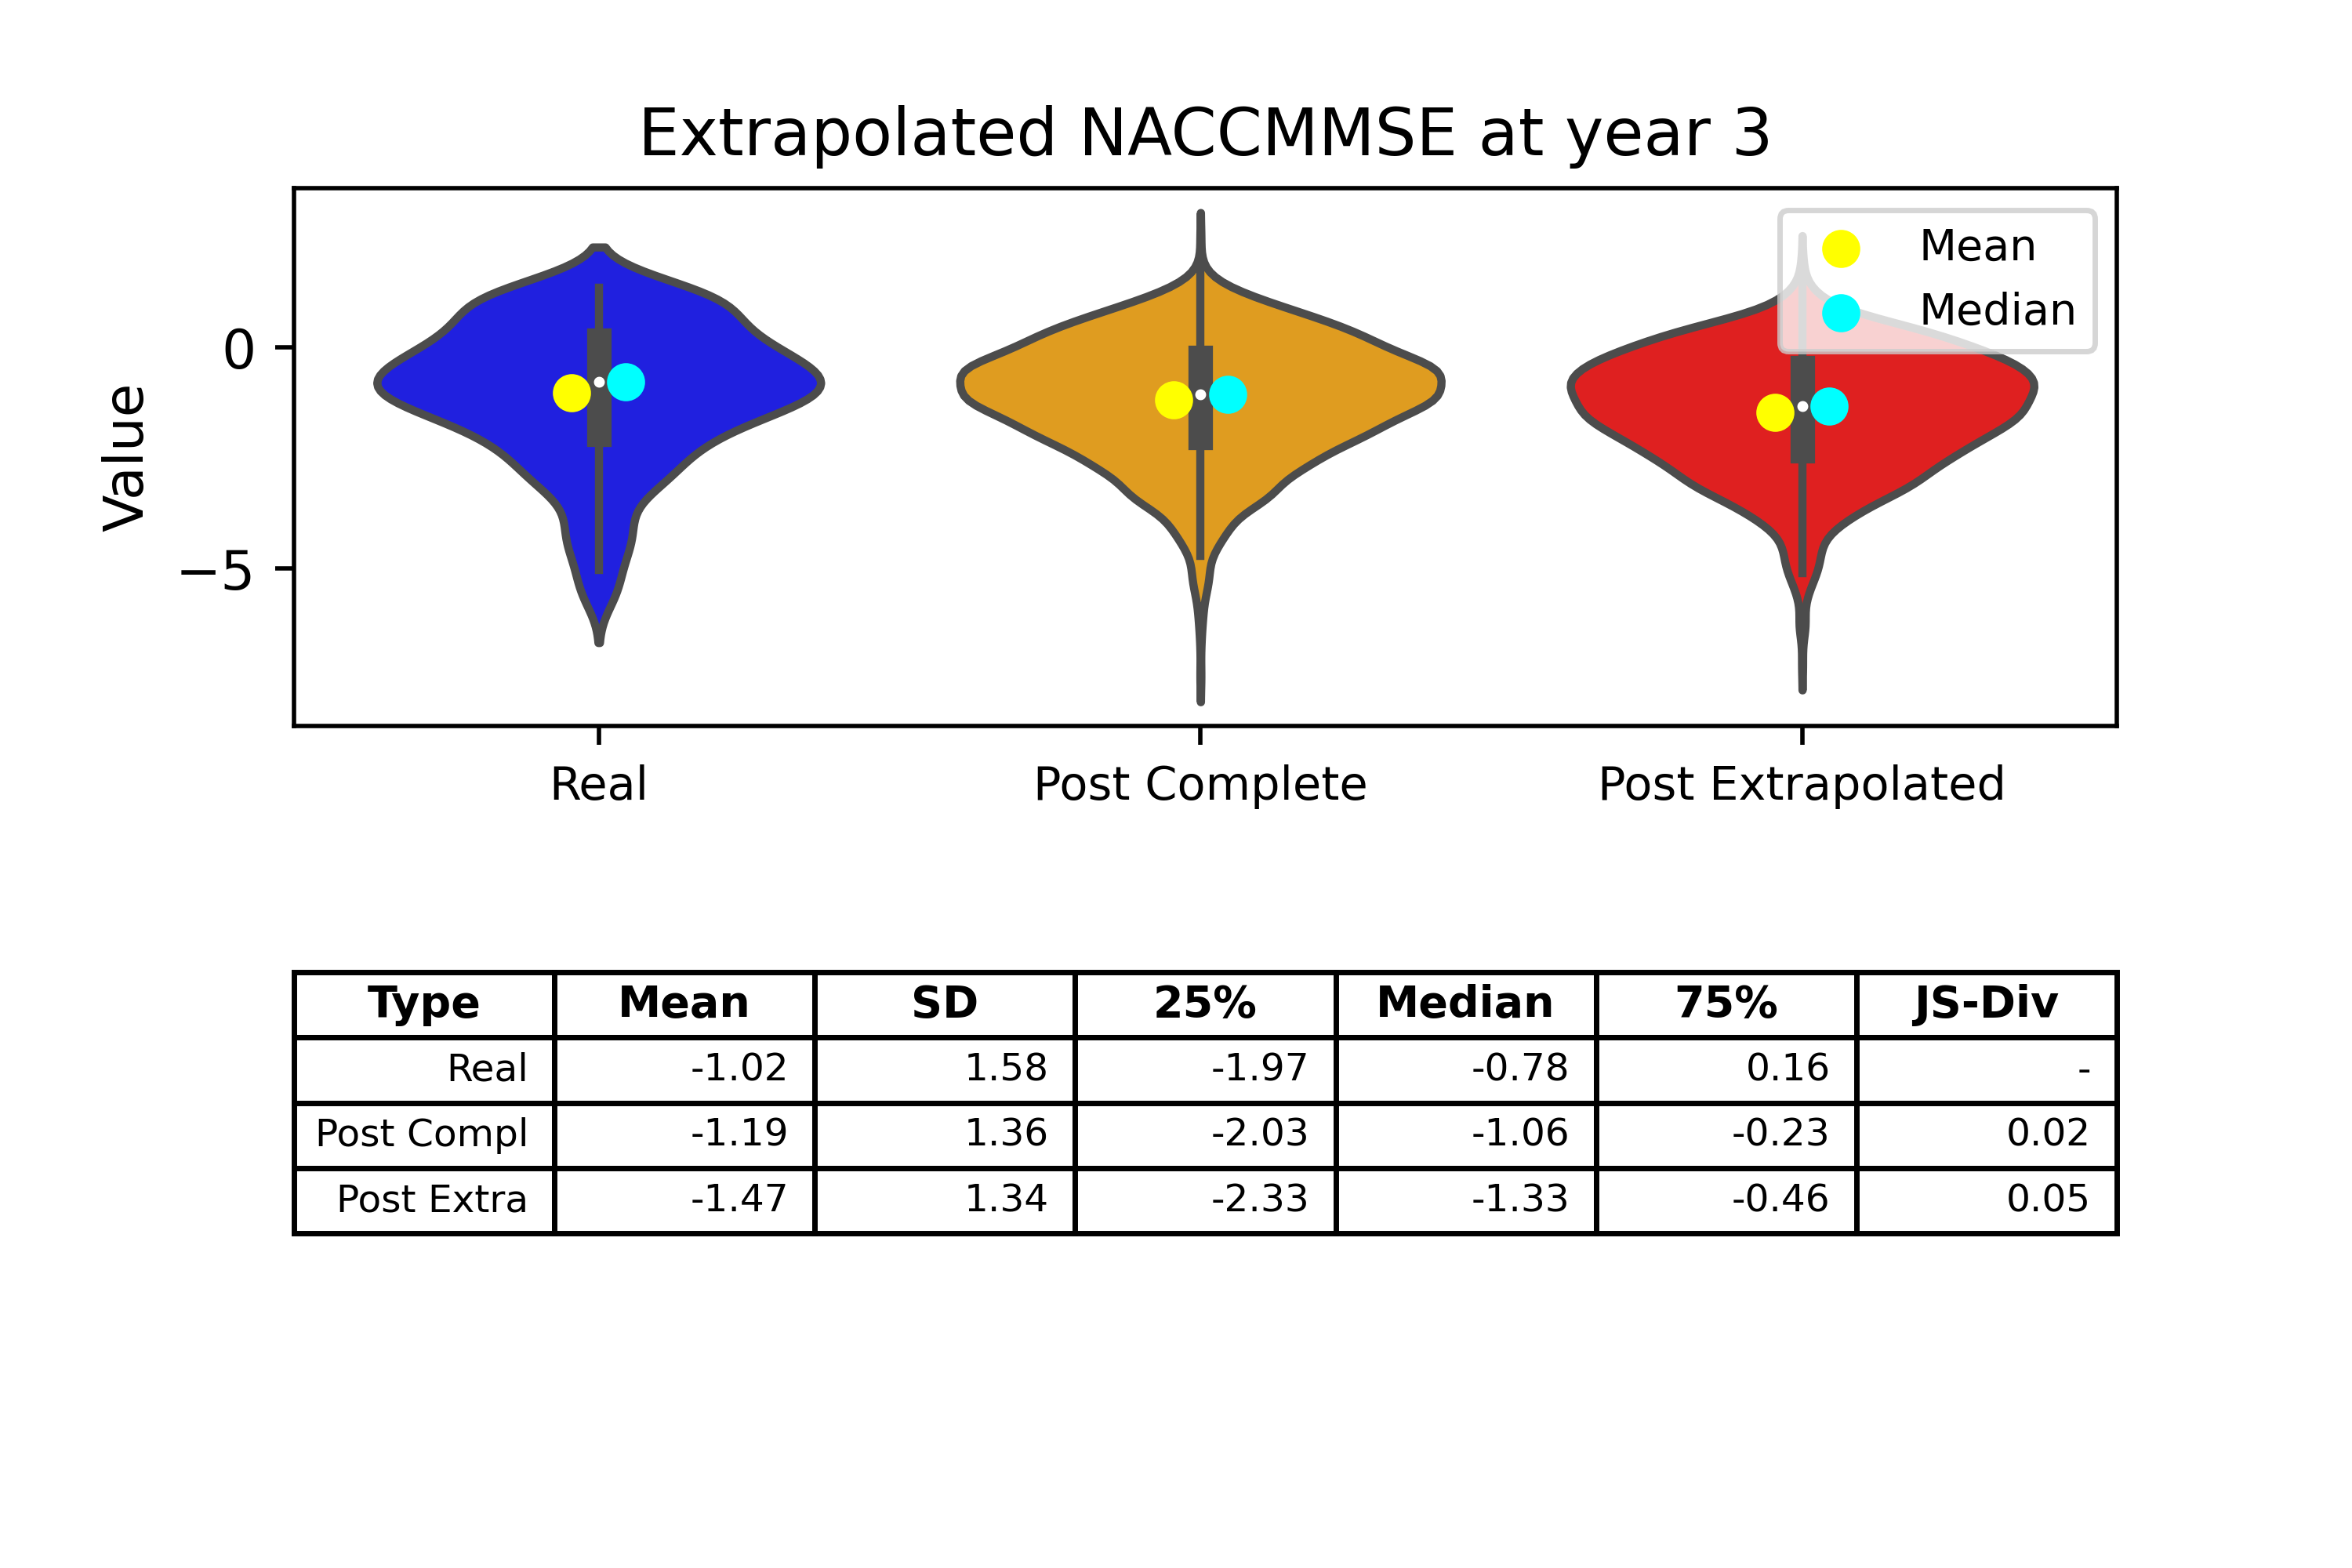 Extrapolated NACCMMSE at year 3
Mean
Median
Value
0
−5
Real Post Complete Post Extrapolated
Type Mean SD 25% Median 75% JS-Div
Real -1.02 1.58 -1.97 -0.78 0.16 -
Post Compl -1.19 1.36 -2.03 -1.06 -0.23 0.02
Post Extra -1.47 1.34 -2.33 -1.33 -0.46 0.05